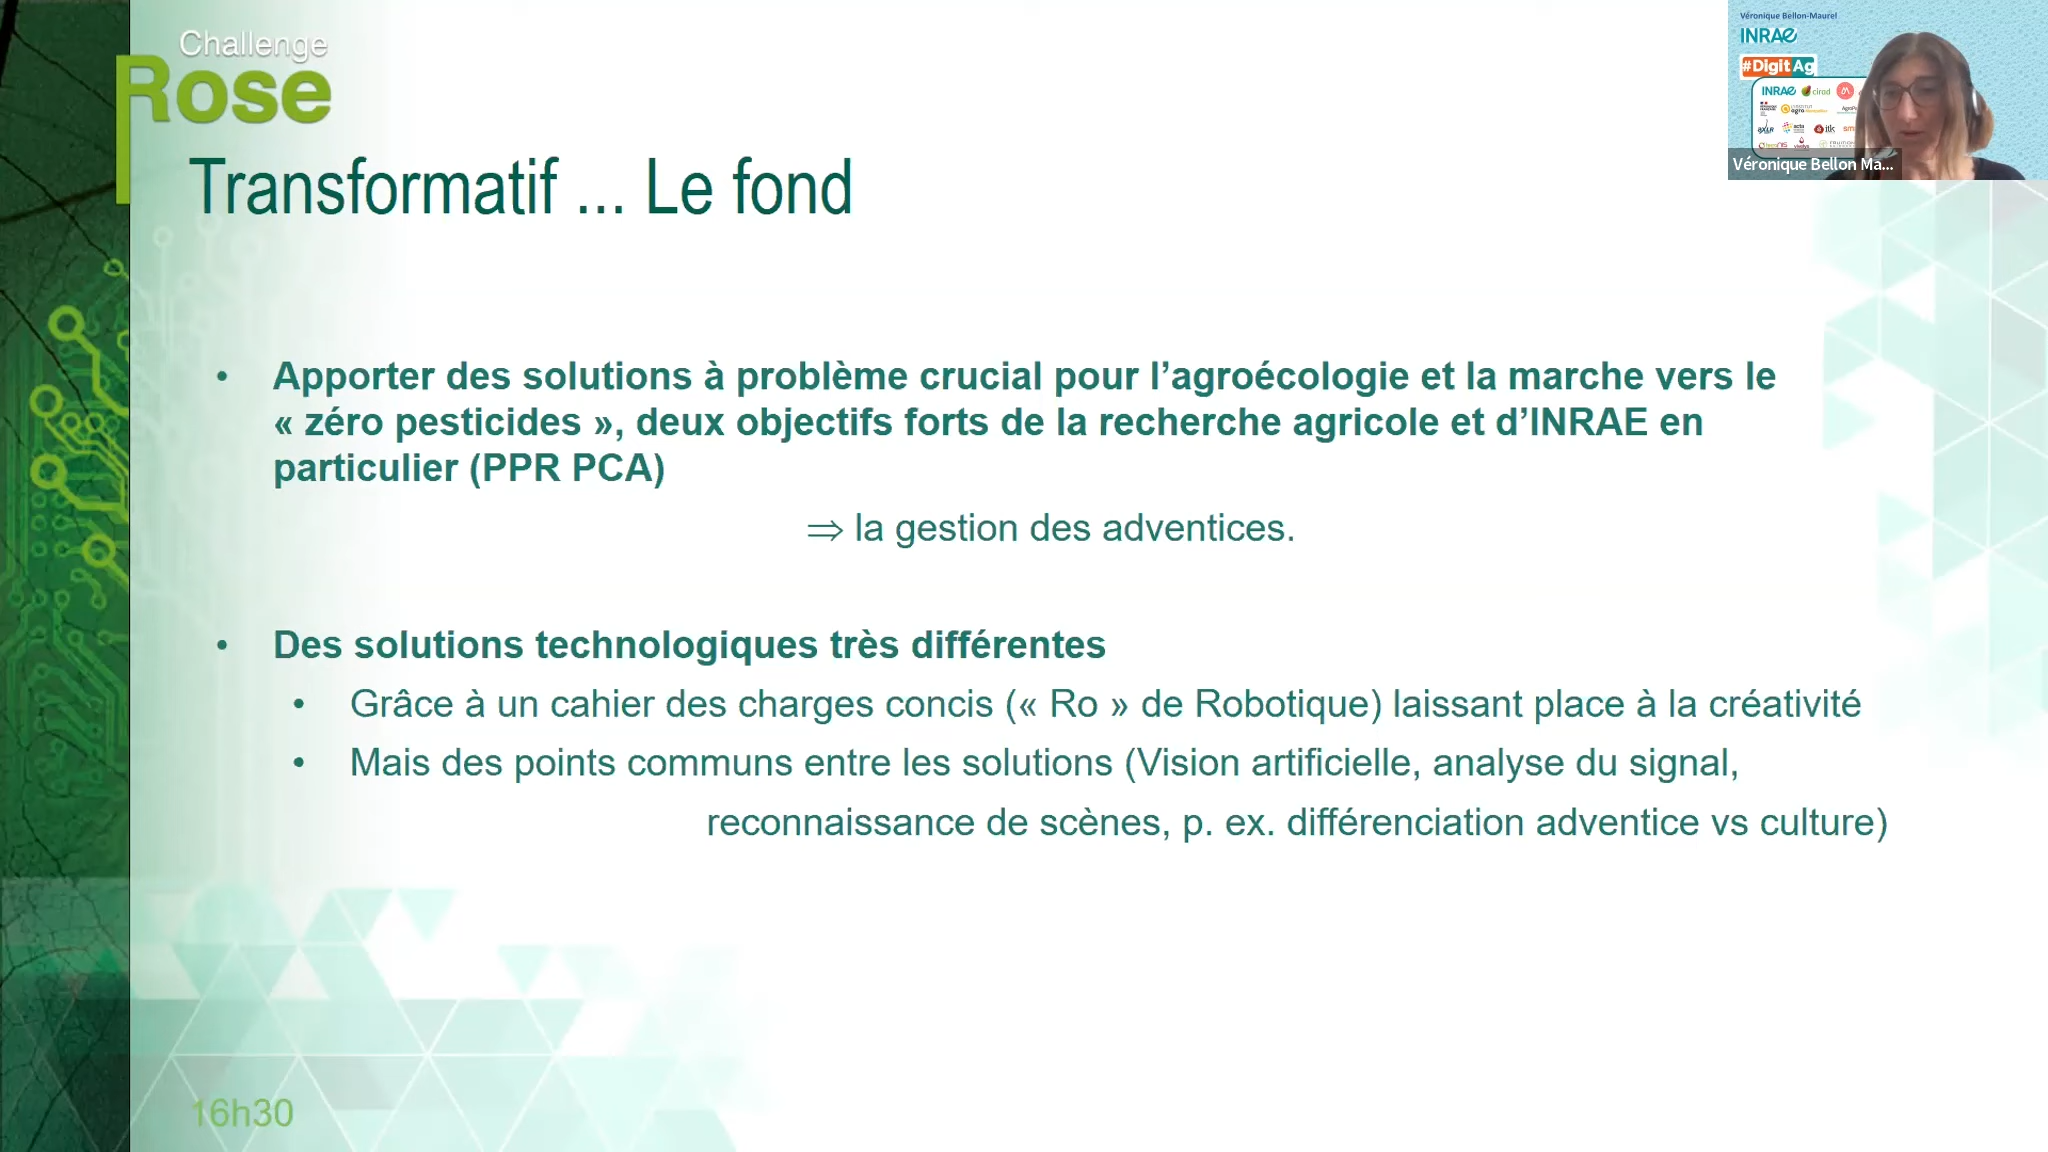 Challenge
Rose
Transformatif ... Le fond
• Apporter des solutions à problème crucial pour l’agroécologie et la marche vers le
« zéro pesticides », deux objectifs forts de la recherche agricole et d’INRAE en
particulier (PPR PCA)
⇒ la gestion des adventices.
• Des solutions technologiques très différentes
• Grâce à un cahier des charges concis (« Ro » de Robotique) laissant place à la créativité
• Mais des points communs entre les solutions (Vision artificielle, analyse du signal,
reconnaissance de scènes, p. ex. différenciation adventice vs culture)
16h30
Véronique Bellon-Maurel
INRAE
#DigitAg
INRAE cirad
agro
acta itk
Véronique Bellon Ma...